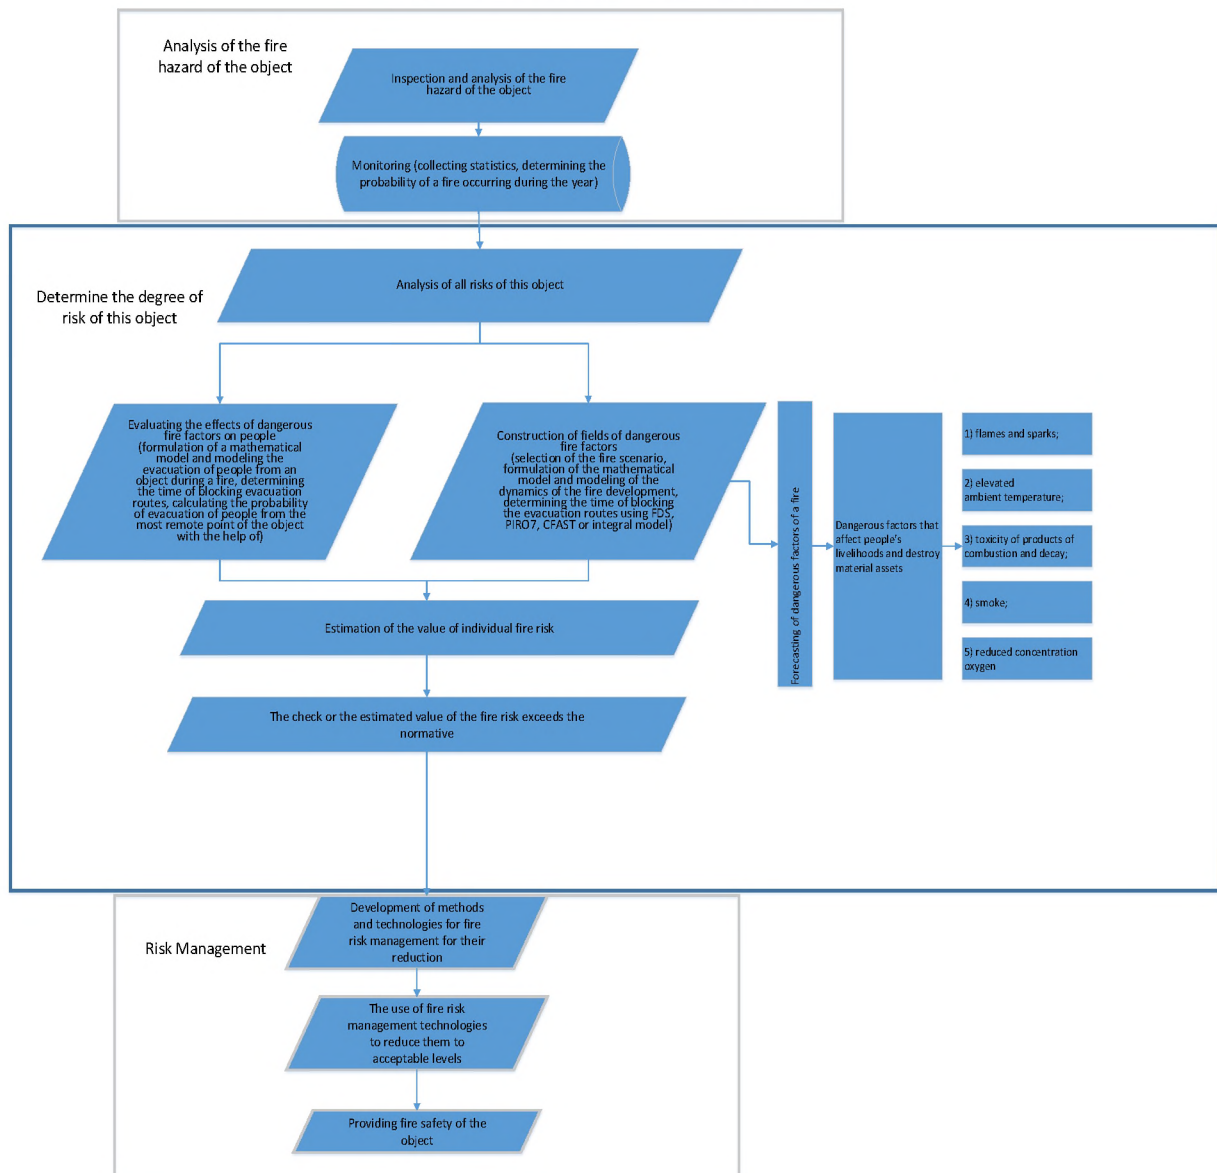 Analysis of the fire
hazard of the object
Inspection and analysis of the fire
hazard of the object
Monitoring (collecting statistics, determining the
probability of a fire occurring during the year)
Determine the degree of
risk of this object
Analysis of all risks of this object
Evaluating the effects of dangerous
fire factors on people
(formulation of a mathematical
model and modeling the
evacuation of people from an
object during a fire, determining
the time of blocking evacuation
routes, calculating the probability
of evacuation of people from the
most remote point of the object
with the help of)
Construction of fields of dangerous
fire factors
(selection of the fire scenario,
formulation of the mathematical
model and modeling of the
dynamics of the fire development,
determining the time of blocking
the evacuation routes using FDS,
PIRO7, CFAST or integral model)
Forecasting of dangerous factors of a fire
Dangerous factors that
affect people's
livelihoods and destroy
material assets
1) flames and sparks;
2) elevated
ambient temperature;
3) toxicity of products of
combustion and decay;
4) smoke;
5) reduced concentration
oxygen
Estimation of the value of individual fire risk
The check or the estimated value of the fire risk exceeds the
normative
Risk Management
Development of methods
and technologies for fire
risk management for their
reduction
The use of fire risk
management technologies
to reduce them to
acceptable levels
Providing fire safety of the
object